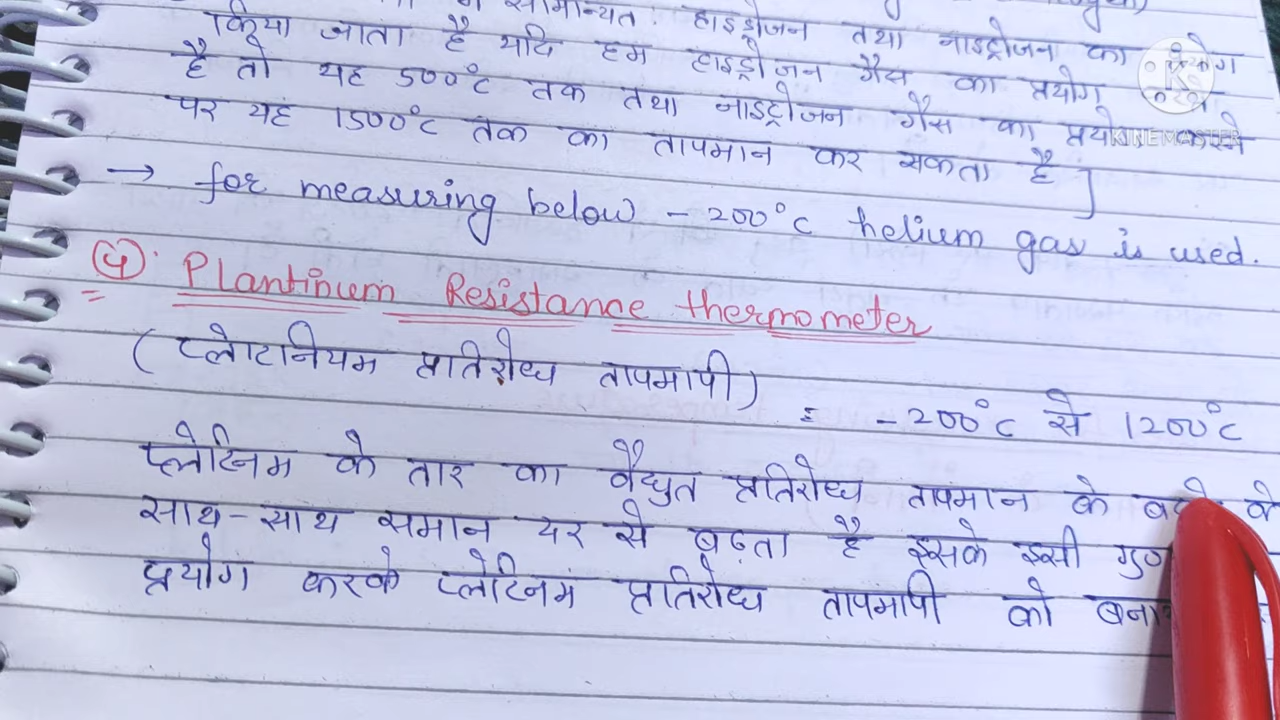 सामान्यतः हाइड्रोजन तथा नाइट्रोजन का प्रयोग
किया जाता है यदि हम हाइड्रोजन गैस का प्रयोग
है तो यह 500°c तक तथा नाइट्रोजन गैस का
पर यह 1500°c तक का तापमान कर सकता है ]
→ for measuring below - 200°c helium gas is used.
④. Plantinum Resistance thermometer
( प्लेटिनियम प्रतिरोध तापमापी )
= - 200°c से 1200°c
प्लेटिनम के तार का वैद्युत प्रतिरोध तापमान के के
साथ-साथ समान दर से बढ़ता है इसके इसी गुण
प्रयोग करके प्लेटिनम प्रतिरोध तापमापी को
KINEMASTER